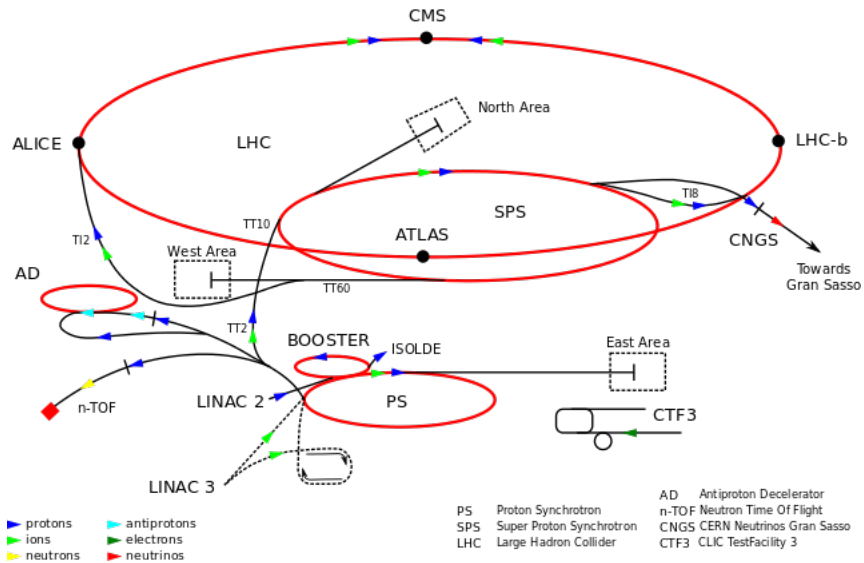 CMS
North Area
ALICE
LHC
LHC-b
TI8
SPS
TT10
ATLAS
CNGS
TI2
West Area
Towards
Gran Sasso
AD
TT60
TT2
BOOSTER
ISOLDE
East Area
n-TOF
LINAC 2
PS
CTF3
LINAC 3
protons
antiprotons
ions
electrons
neutrons
neutrinos
PS Proton Synchrotron
SPS Super Proton Synchrotron
LHC Large Hadron Collider
AD Antiproton Decelerator
n-TOF Neutron Time Of Flight
CNGS CERN Neutrinos Gran Sasso
CTF3 CLIC TestFacility 3